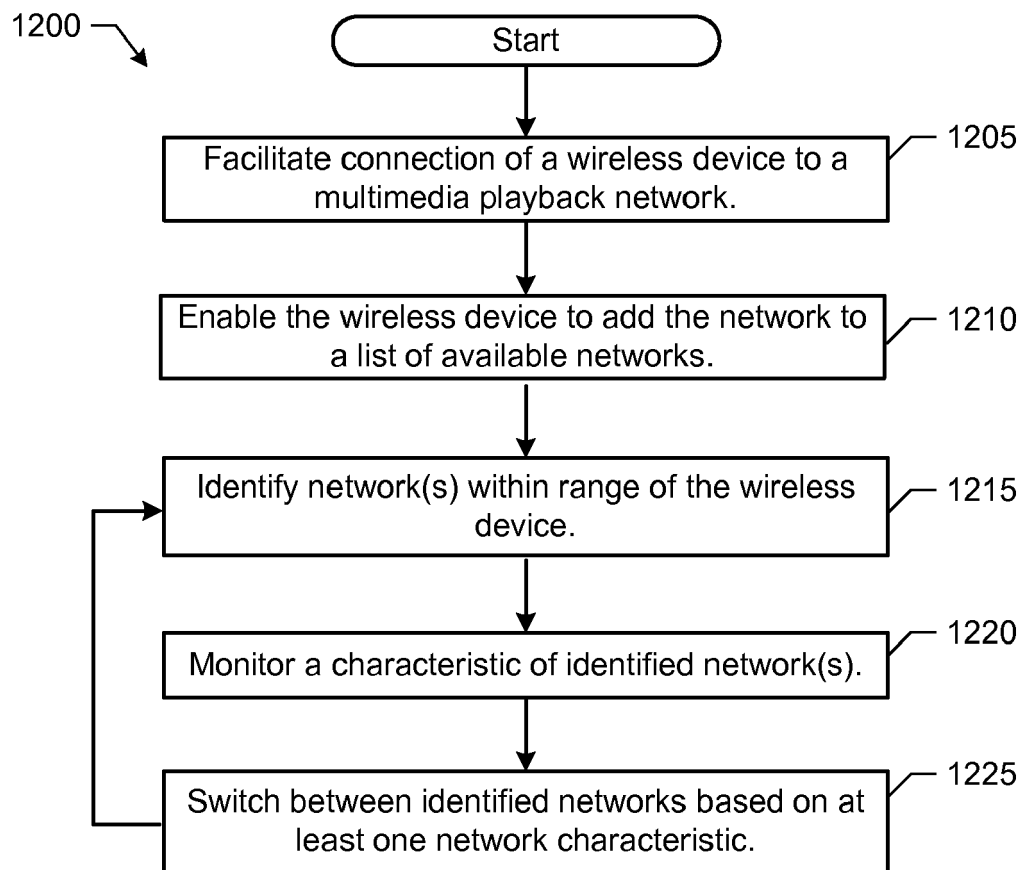 1200
Start
1205
Facilitate connection of a wireless device to a
multimedia playback network.
1210
Enable the wireless device to add the network to
a list of available networks.
1215
Identify network(s) within range of the wireless
device.
1220
Monitor a characteristic of identified network(s).
1225
Switch between identified networks based on at
least one network characteristic.